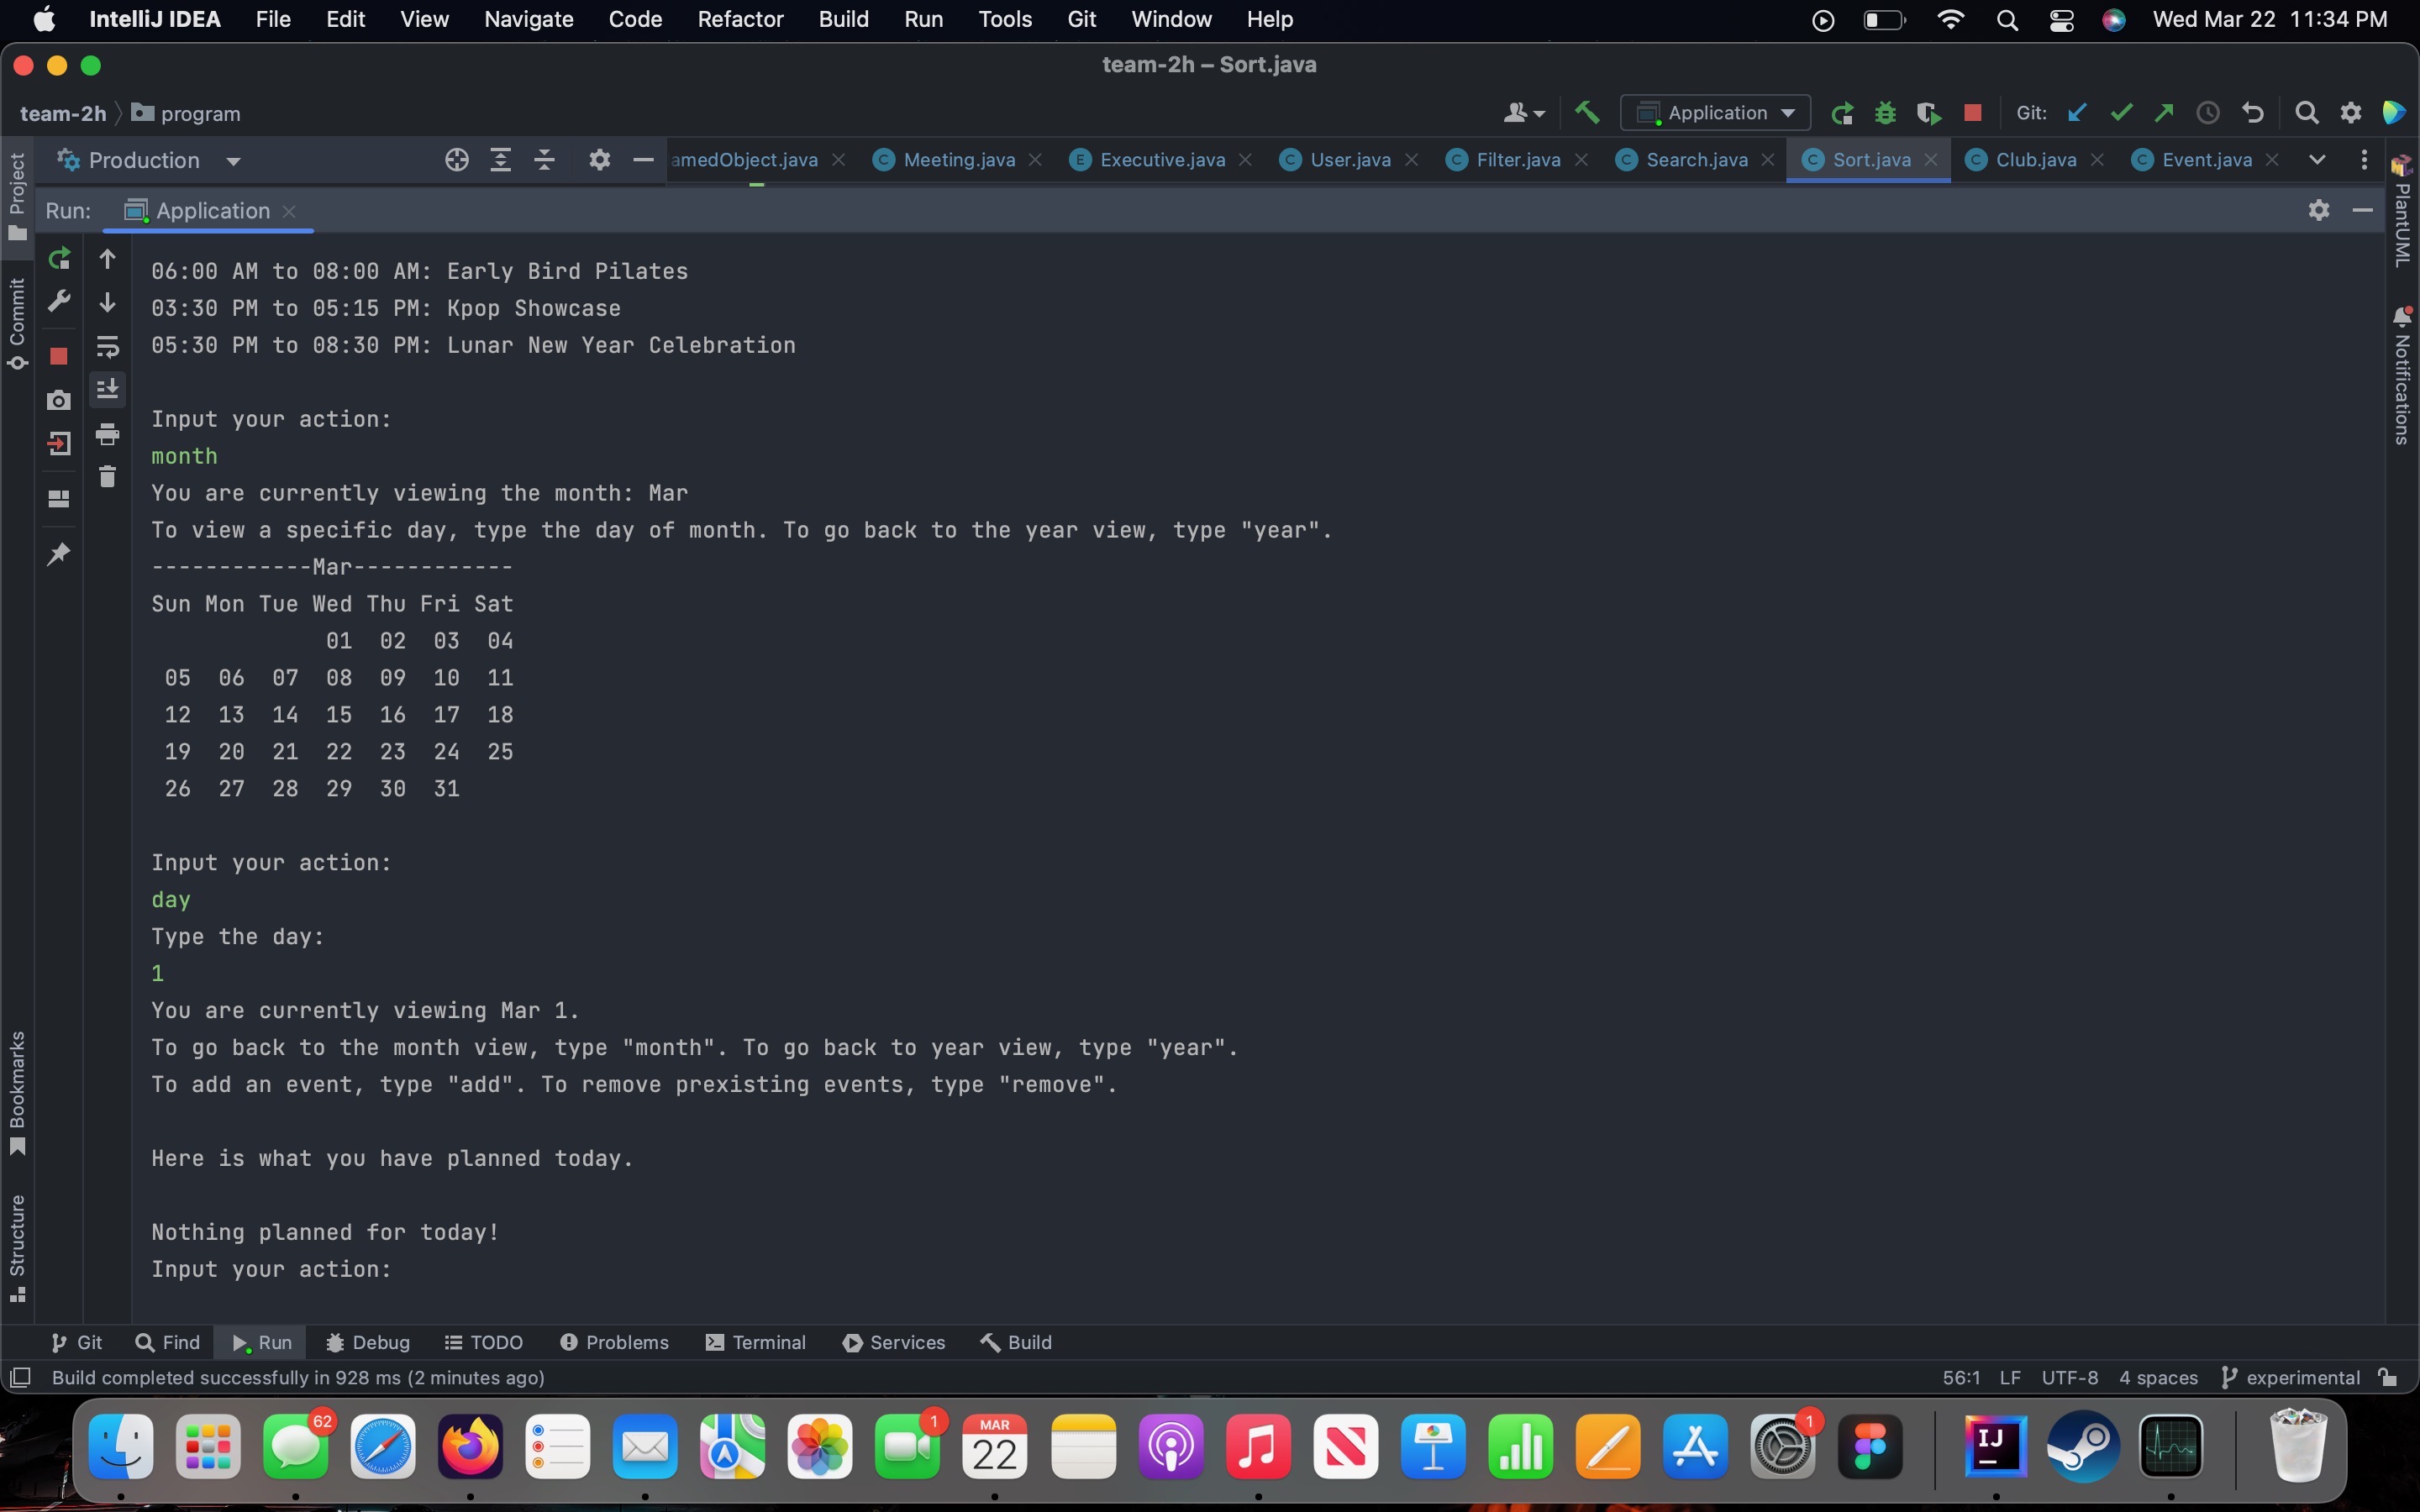 IntelliJ IDEA File Edit View Navigate Code Refactor Build Run Tools Git Window Help Wed Mar 22 11:34 PM
team-2h – Sort.java
team-2h program Application Git:
Production amedObject.java Meeting.java Executive.java User.java Filter.java Search.java Sort.java Club.java Event.java
Run: Application
Project
Commit
Bookmarks
Structure
PlantUML
Notifications
06:00 AM to 08:00 AM: Early Bird Pilates
03:30 PM to 05:15 PM: Kpop Showcase
05:30 PM to 08:30 PM: Lunar New Year Celebration
Input your action:
month
You are currently viewing the month: Mar
To view a specific day, type the day of month. To go back to the year view, type "year".
------------Mar------------
Sun Mon Tue Wed Thu Fri Sat
01 02 03 04
05 06 07 08 09 10 11
12 13 14 15 16 17 18
19 20 21 22 23 24 25
26 27 28 29 30 31
Input your action:
day
Type the day:
1
You are currently viewing Mar 1.
To go back to the month view, type "month". To go back to year view, type "year".
To add an event, type "add". To remove prexisting events, type "remove".
Here is what you have planned today.
Nothing planned for today!
Input your action:
Git Find Run Debug TODO Problems Terminal Services Build
Build completed successfully in 928 ms (2 minutes ago) 56:1 LF UTF-8 4 spaces experimental
62 1 MAR 1
22 IJ